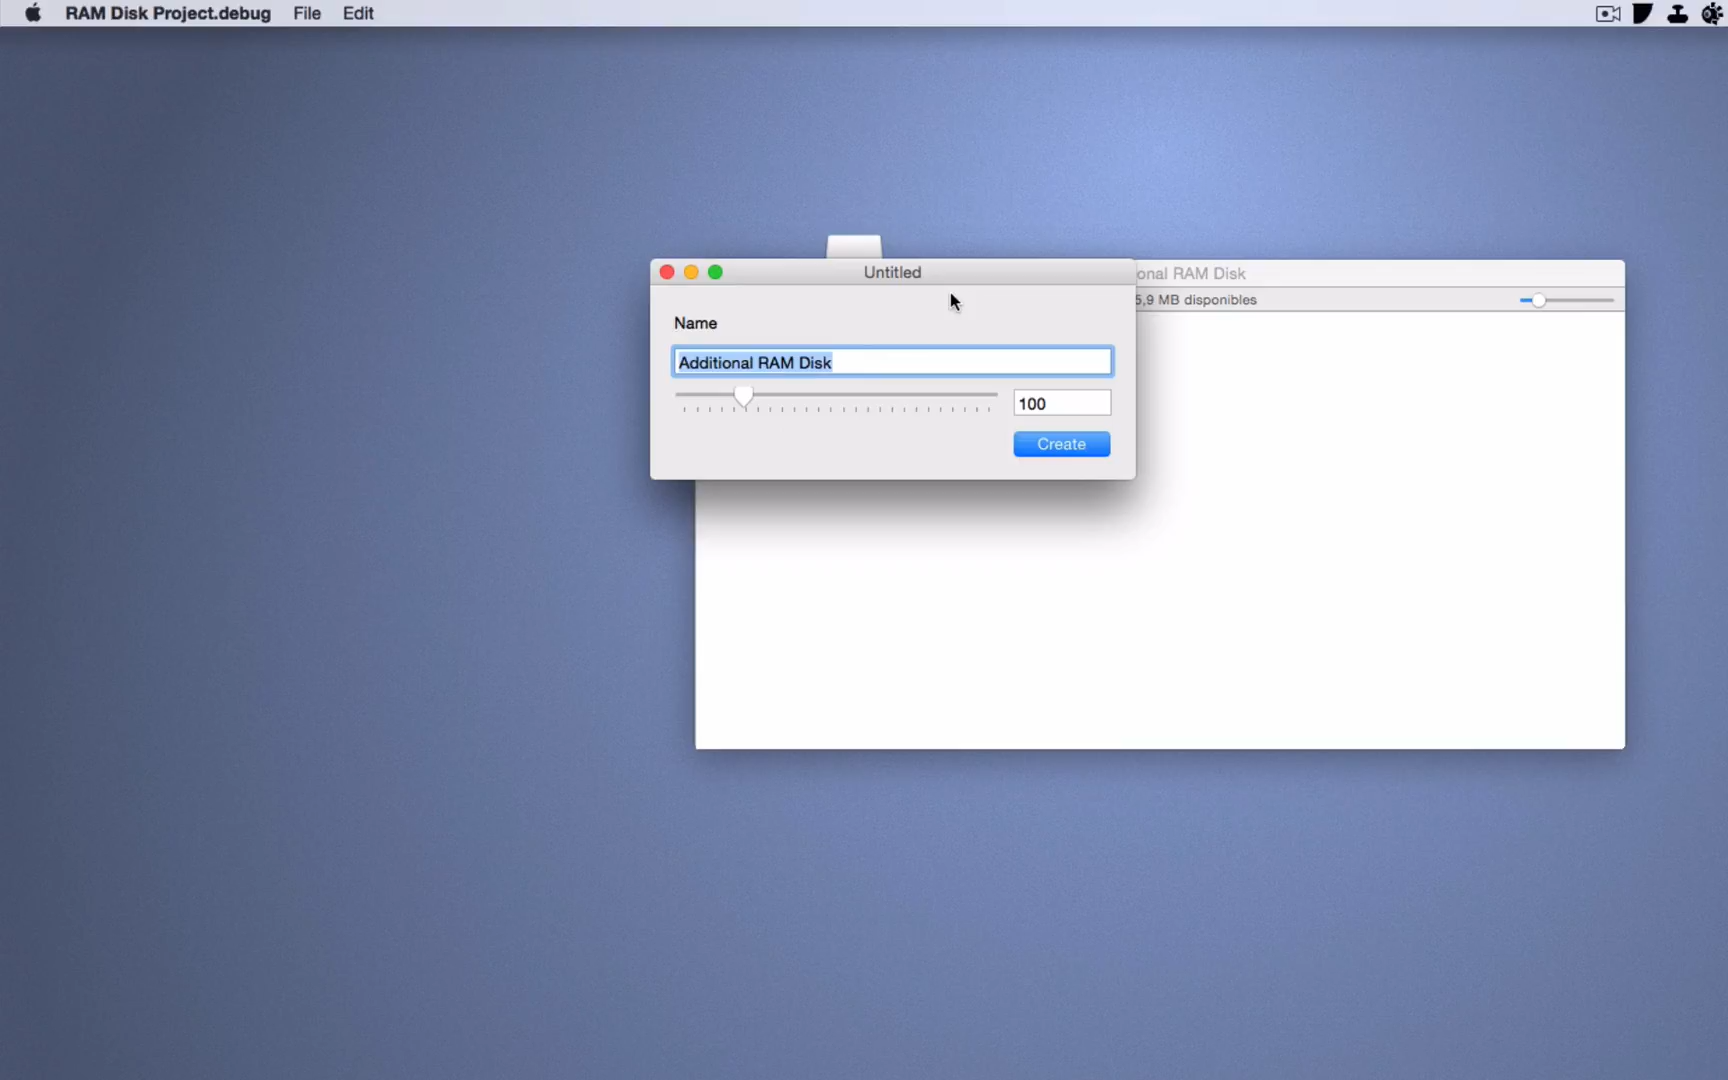 RAM Disk Project.debug File Edit
Untitled
onal RAM Disk
5,9 MB disponibles
Name
Additional RAM Disk
100
Create